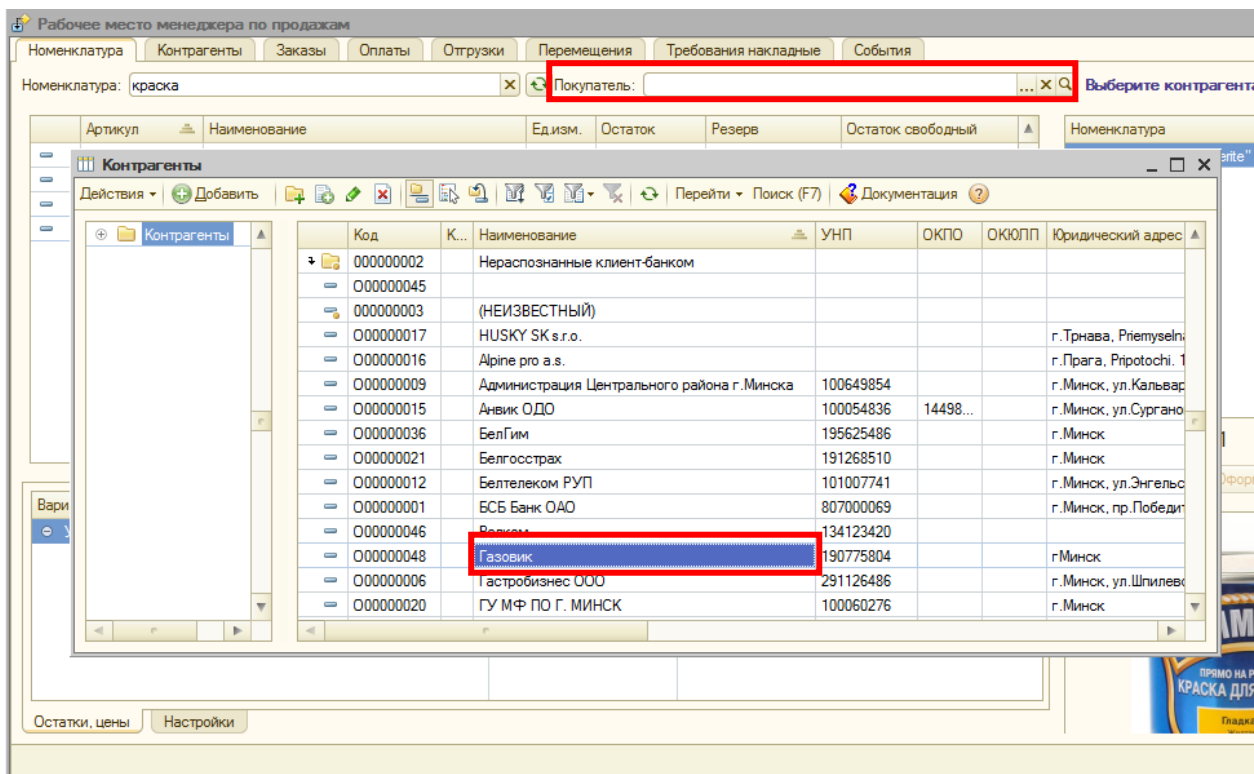 Рабочее место менеджера по продажам
Номенклатура Контрагенты Заказы Оплаты Отгрузки Перемещения Требования накладные События
Номенклатура: краска Покупатель: ... Выберите контрагента
Артикул Наименование Ед.изм. Остаток Резерв Остаток свободный Номенклатура
Контрагенты
Действия Добавить Перейти Поиск (F7) Документация
Контрагенты
Код К... Наименование УНП ОКПО ОКЮЛП Юридический адрес
000000002 Нераспознанные клиент-банком
О00000045
000000003 (НЕИЗВЕСТНЫЙ)
О00000017 HUSKY SK s.r.o. г.Трнава, Priemyselna
О00000016 Alpine pro a.s. г.Прага, Pripotochi. 1
О00000009 Администрация Центрального района г.Минска 100649854 г.Минск, ул.Кальвар
О00000015 Анвик ОДО 100054836 14498... г.Минск, ул.Сургано
О00000036 БелГим 195625486 г.Минск
О00000021 Белгосстрах 191268510 г.Минск
О00000012 Белтелеком РУП 101007741 г.Минск, ул.Энгельс
О00000001 БСБ Банк ОАО 807000069 г.Минск, пр.Победит
О00000046 Велком 134123420
О00000048 Газовик 190775804 гМинск
О00000006 Гастробизнес ООО 291126486 г.Минск, ул.Шпилев
О00000020 ГУ МФ ПО Г. МИНСК 100060276 г.Минск
Вари
ПРЯМО НА Р
КРАСКА ДЛЯ
Гладка
Остатки, цены Настройки